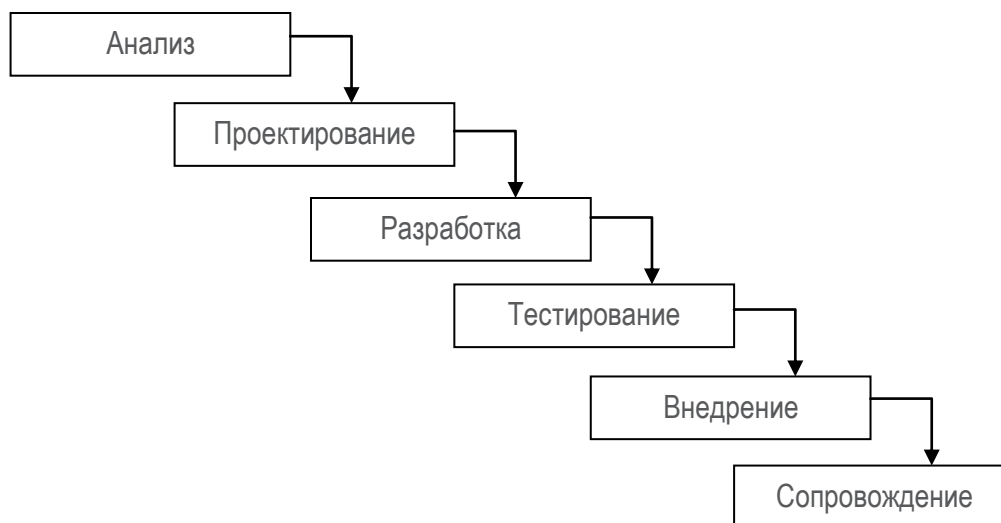 Анализ
Проектирование
Разработка
Тестирование
Внедрение
Сопровождение